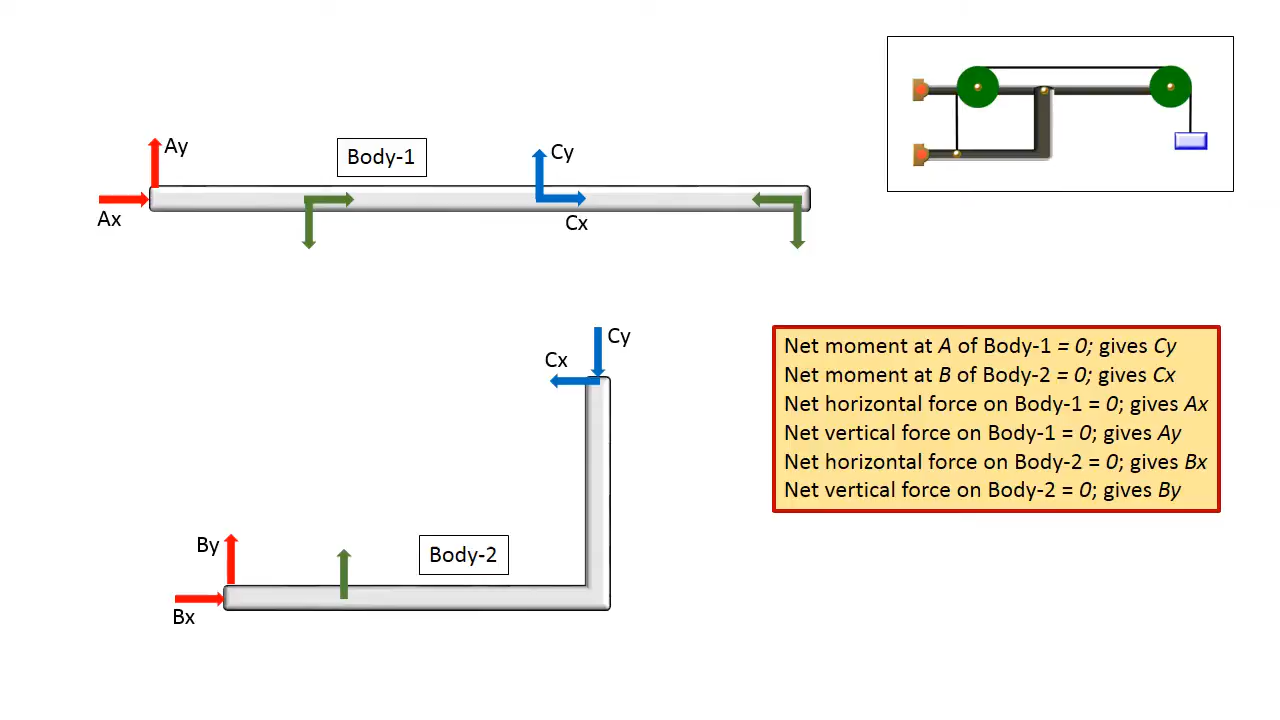 Ay
Body-1
Cy
Ax
Cx
Cy
Cx
Net moment at A of Body-1 = 0; gives Cy
Net moment at B of Body-2 = 0; gives Cx
Net horizontal force on Body-1 = 0; gives Ax
Net vertical force on Body-1 = 0; gives Ay
Net horizontal force on Body-2 = 0; gives Bx
Net vertical force on Body-2 = 0; gives By
By
Body-2
Bx